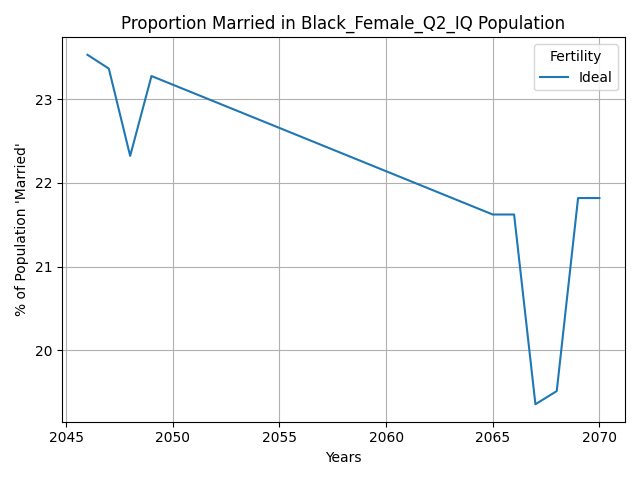 Proportion Married in Black_Female_Q2_IQ Population
Fertility
Ideal
% of Population 'Married'
23
22
21
20
2045 2050 2055 2060 2065 2070
Years